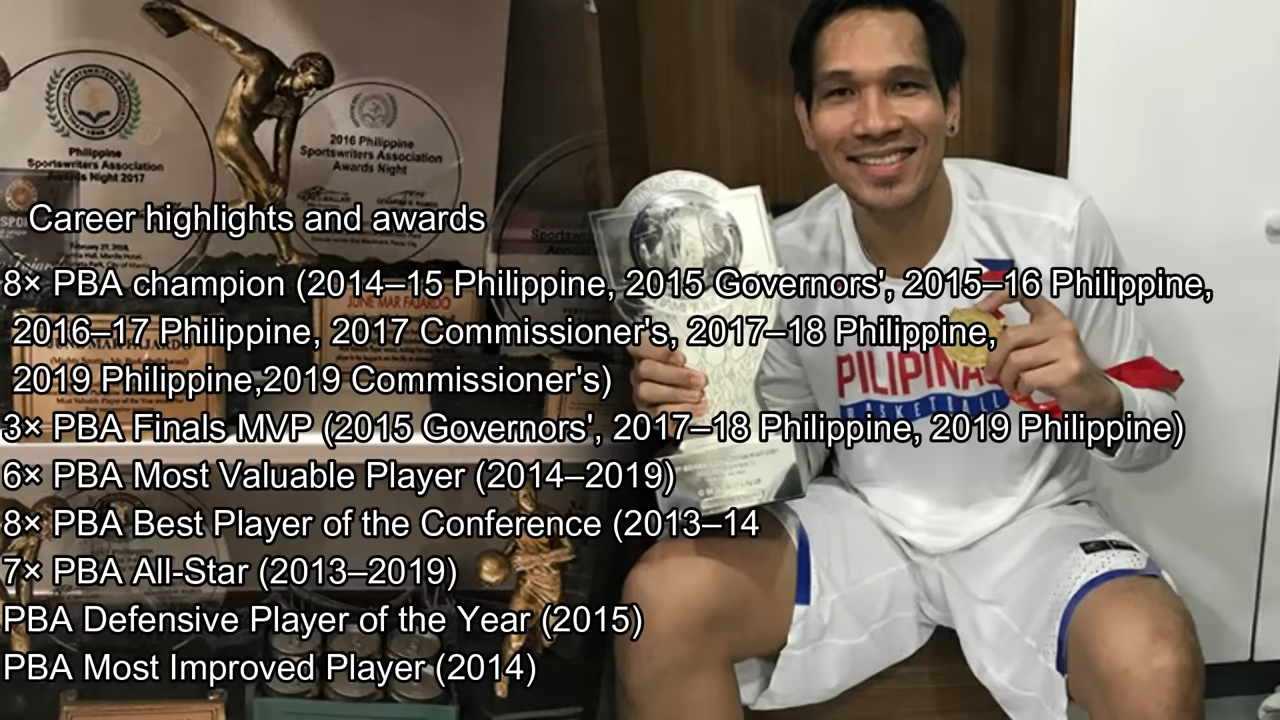 Philippine
Sportswriters Association
Awards Night 2017
2016 Philippine
Sportswriters Association
Awards Night
Career highlights and awards
8× PBA champion (2014–15 Philippine, 2015 Governors', 2015–16 Philippine,
2016–17 Philippine, 2017 Commissioner's, 2017–18 Philippine,
2019 Philippine,2019 Commissioner's)
JUNE MAR FAJARDO
PILIPINAS
BASKETBALL
3× PBA Finals MVP (2015 Governors', 2017–18 Philippine, 2019 Philippine)
6× PBA Most Valuable Player (2014–2019)
8× PBA Best Player of the Conference (2013–14
7× PBA All-Star (2013–2019)
PBA Defensive Player of the Year (2015)
PBA Most Improved Player (2014)